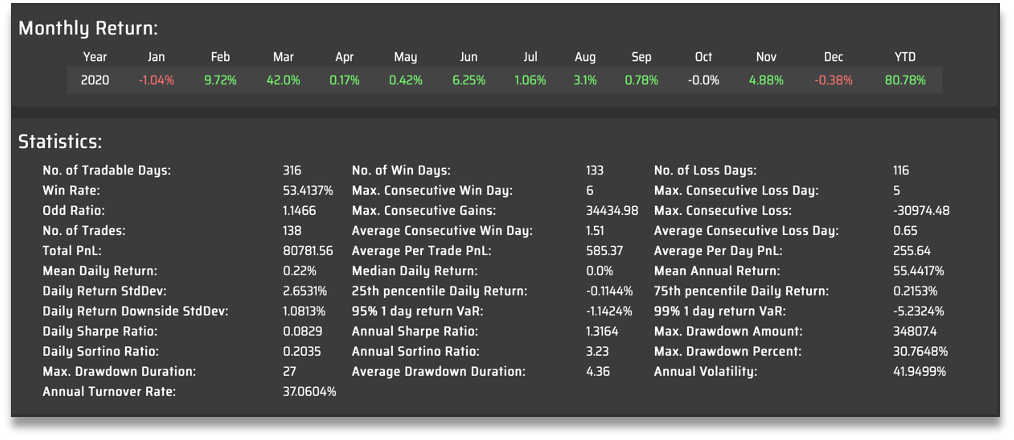 Monthly Return:
Year Jan Feb Mar Apr May Jun Jul Aug Sep Oct Nov Dec YTD
2020 -1.04% 9.72% 42.0% 0.17% 0.42% 6.25% 1.06% 3.1% 0.78% -0.0% 4.88% -0.38% 80.78%
Statistics:
No. of Tradable Days: 316 No. of Win Days: 133 No. of Loss Days: 116
Win Rate: 53.4137% Max. Consecutive Win Day: 6 Max. Consecutive Loss Day: 5
Odd Ratio: 1.1466 Max. Consecutive Gains: 34434.98 Max. Consecutive Loss: -30974.48
No. of Trades: 138 Average Consecutive Win Day: 1.51 Average Consecutive Loss Day: 0.65
Total PnL: 80781.56 Average Per Trade PnL: 585.37 Average Per Day PnL: 255.64
Mean Daily Return: 0.22% Median Daily Return: 0.0% Mean Annual Return: 55.4417%
Daily Return StdDev: 2.6531% 25th percentile Daily Return: -0.1144% 75th percentile Daily Return: 0.2153%
Daily Return Downside StdDev: 1.0813% 95% 1 day return VaR: -1.1424% 99% 1 day return VaR: -5.2324%
Daily Sharpe Ratio: 0.0829 Annual Sharpe Ratio: 1.3164 Max. Drawdown Amount: 34807.4
Daily Sortino Ratio: 0.2035 Annual Sortino Ratio: 3.23 Max. Drawdown Percent: 30.7648%
Max. Drawdown Duration: 27 Average Drawdown Duration: 4.36 Annual Volatility: 41.9499%
Annual Turnover Rate: 37.0604%